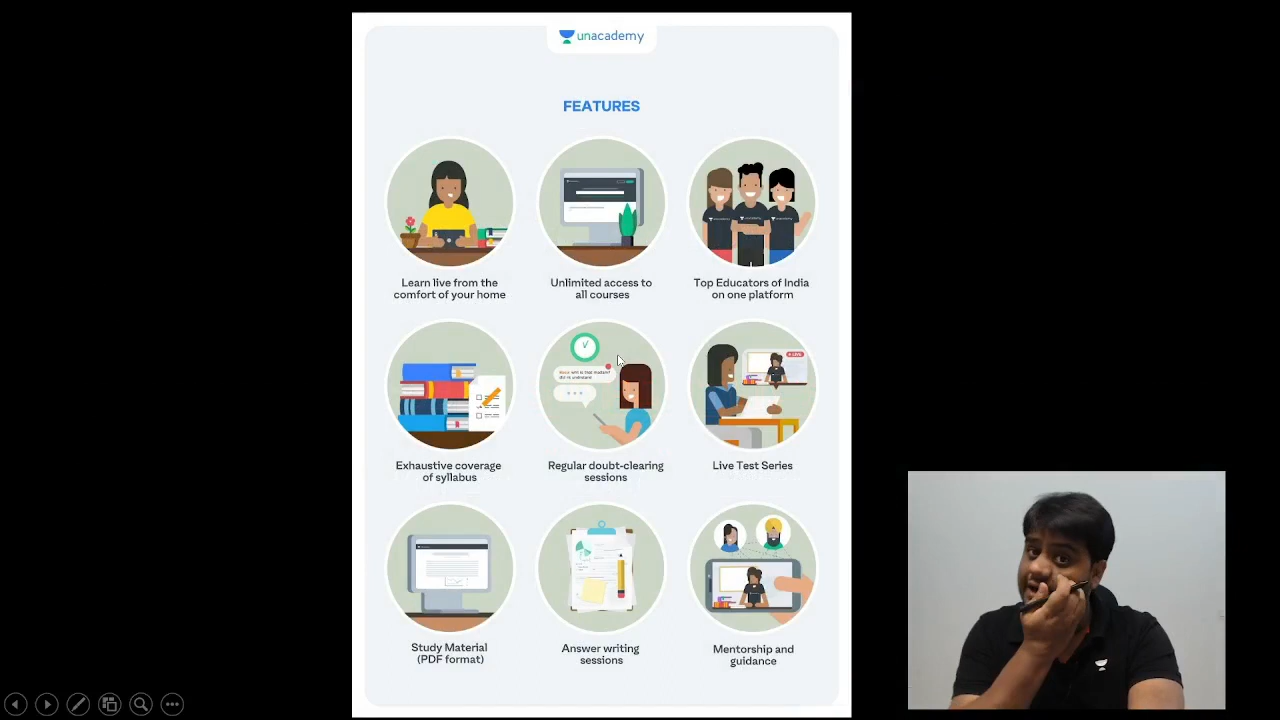 unacademy
FEATURES
Learn live from the
comfort of your home
Unlimited access to
all courses
Top Educators of India
on one platform
Exhaustive coverage
of syllabus
Regular doubt-clearing
sessions
LIVE
Live Test Series
Study Material
(PDF format)
Answer writing
sessions
Mentorship and
guidance